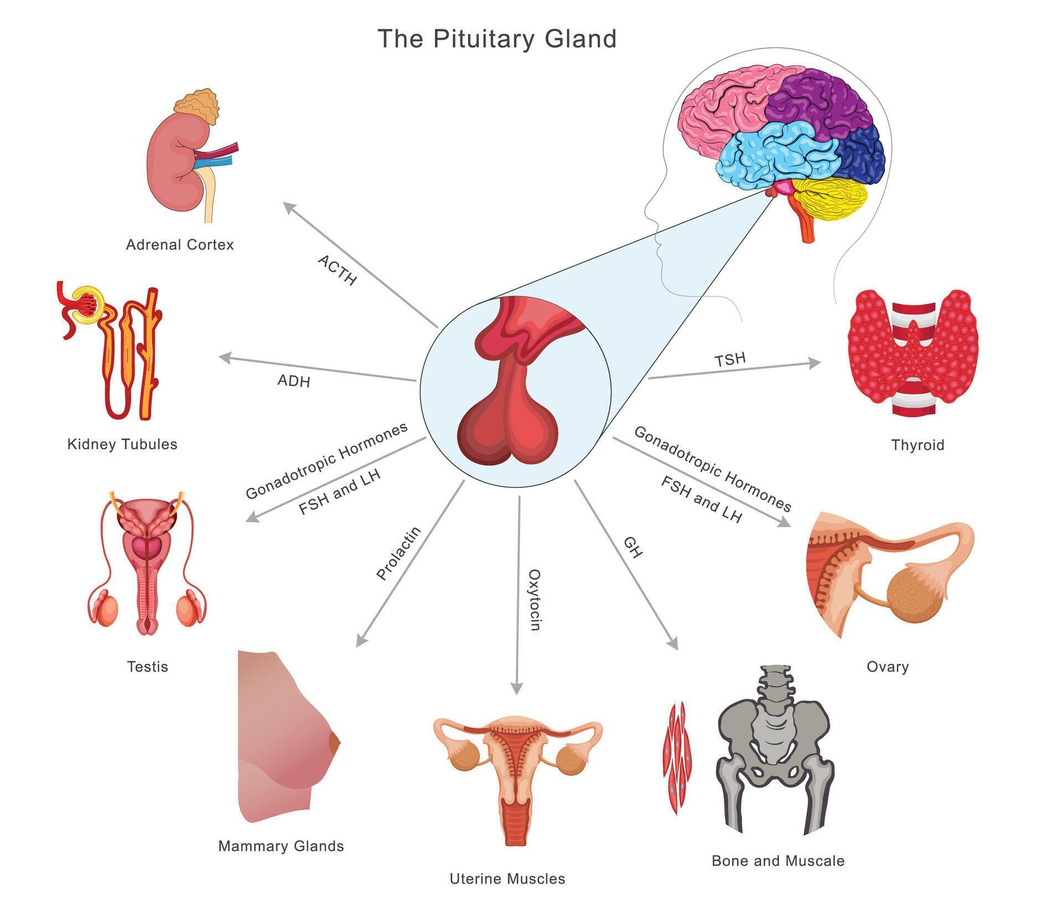 The Pituitary Gland
Adrenal Cortex
ACTH
Kidney Tubules
ADH
TSH
Thyroid
Gonadotropic Hormones
FSH and LH
Gonadotropic Hormones
FSH and LH
Testis
Prolactin
Oxytocin
GH
Ovary
Mammary Glands
Uterine Muscles
Bone and Muscale